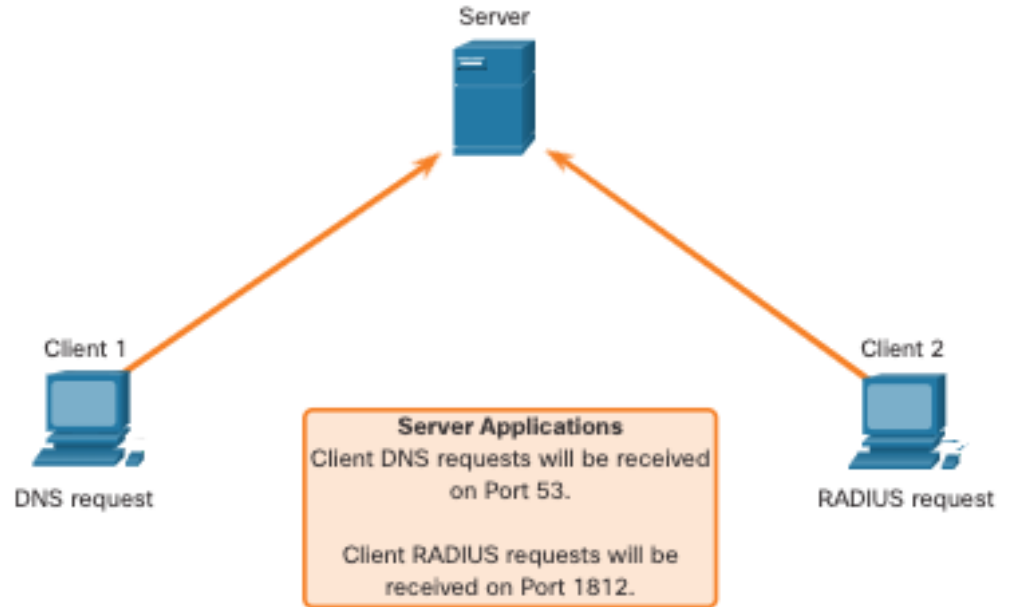 Server
Client 1
Client 2
DNS request
RADIUS request
Server Applications
Client DNS requests will be received
on Port 53.
Client RADIUS requests will be
received on Port 1812.